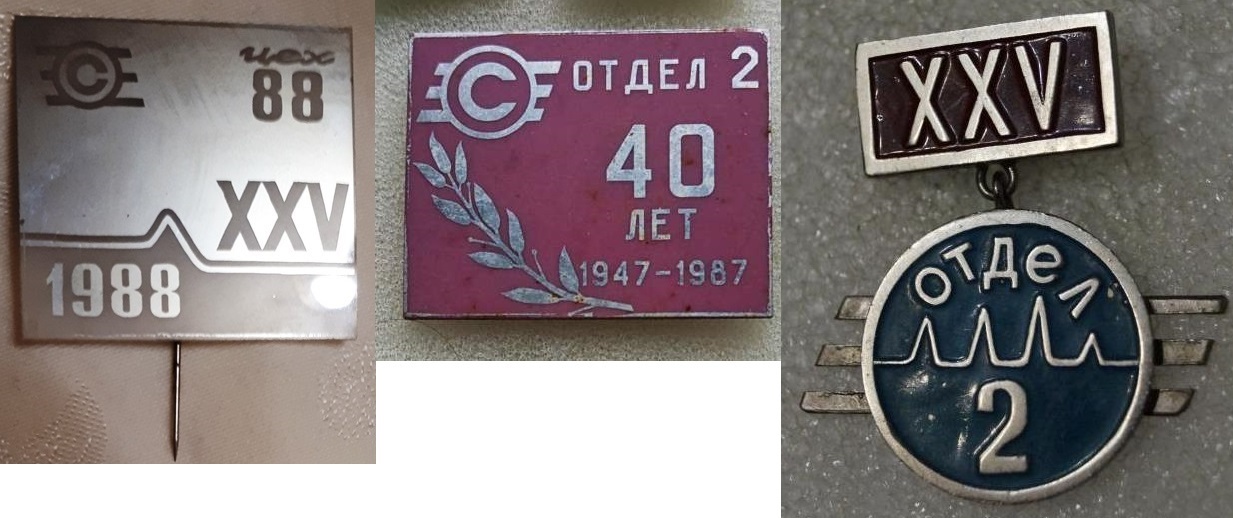 С
цех
88
XXV
1988
С
ОТДЕЛ 2
40
ЛЕТ
1947-1987
XXV
отдел
2